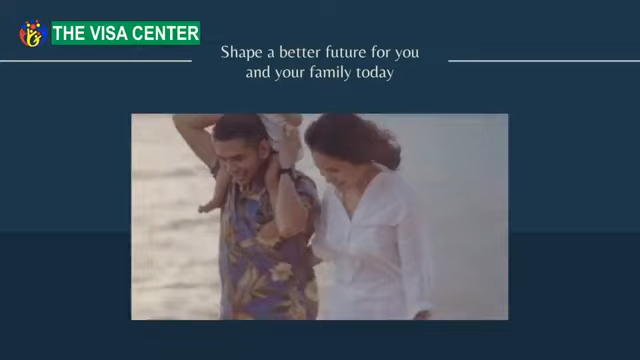 THE VISA CENTER
Shape a better future for you
and your family today